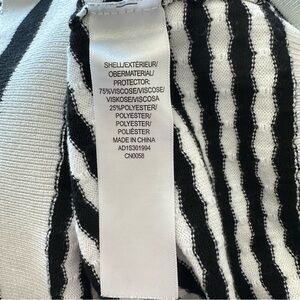 SHELL/EXTÉRIEUR/
OBERMATERIAL/
PROTECTOR:
75%VISCOSE/VISCOSE/
VISKOSE/VISCOSA
25%POLYESTER/
POLYESTER/
POLYESTER/
POLIÉSTER
MADE IN CHINA
AD1S301994
CN0058